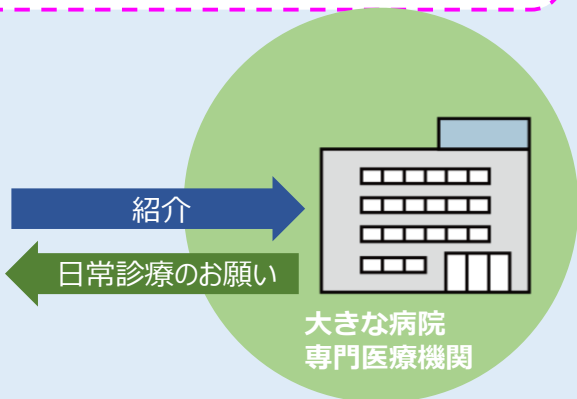 紹介
日常診療のお願い
大きな病院
専門医療機関